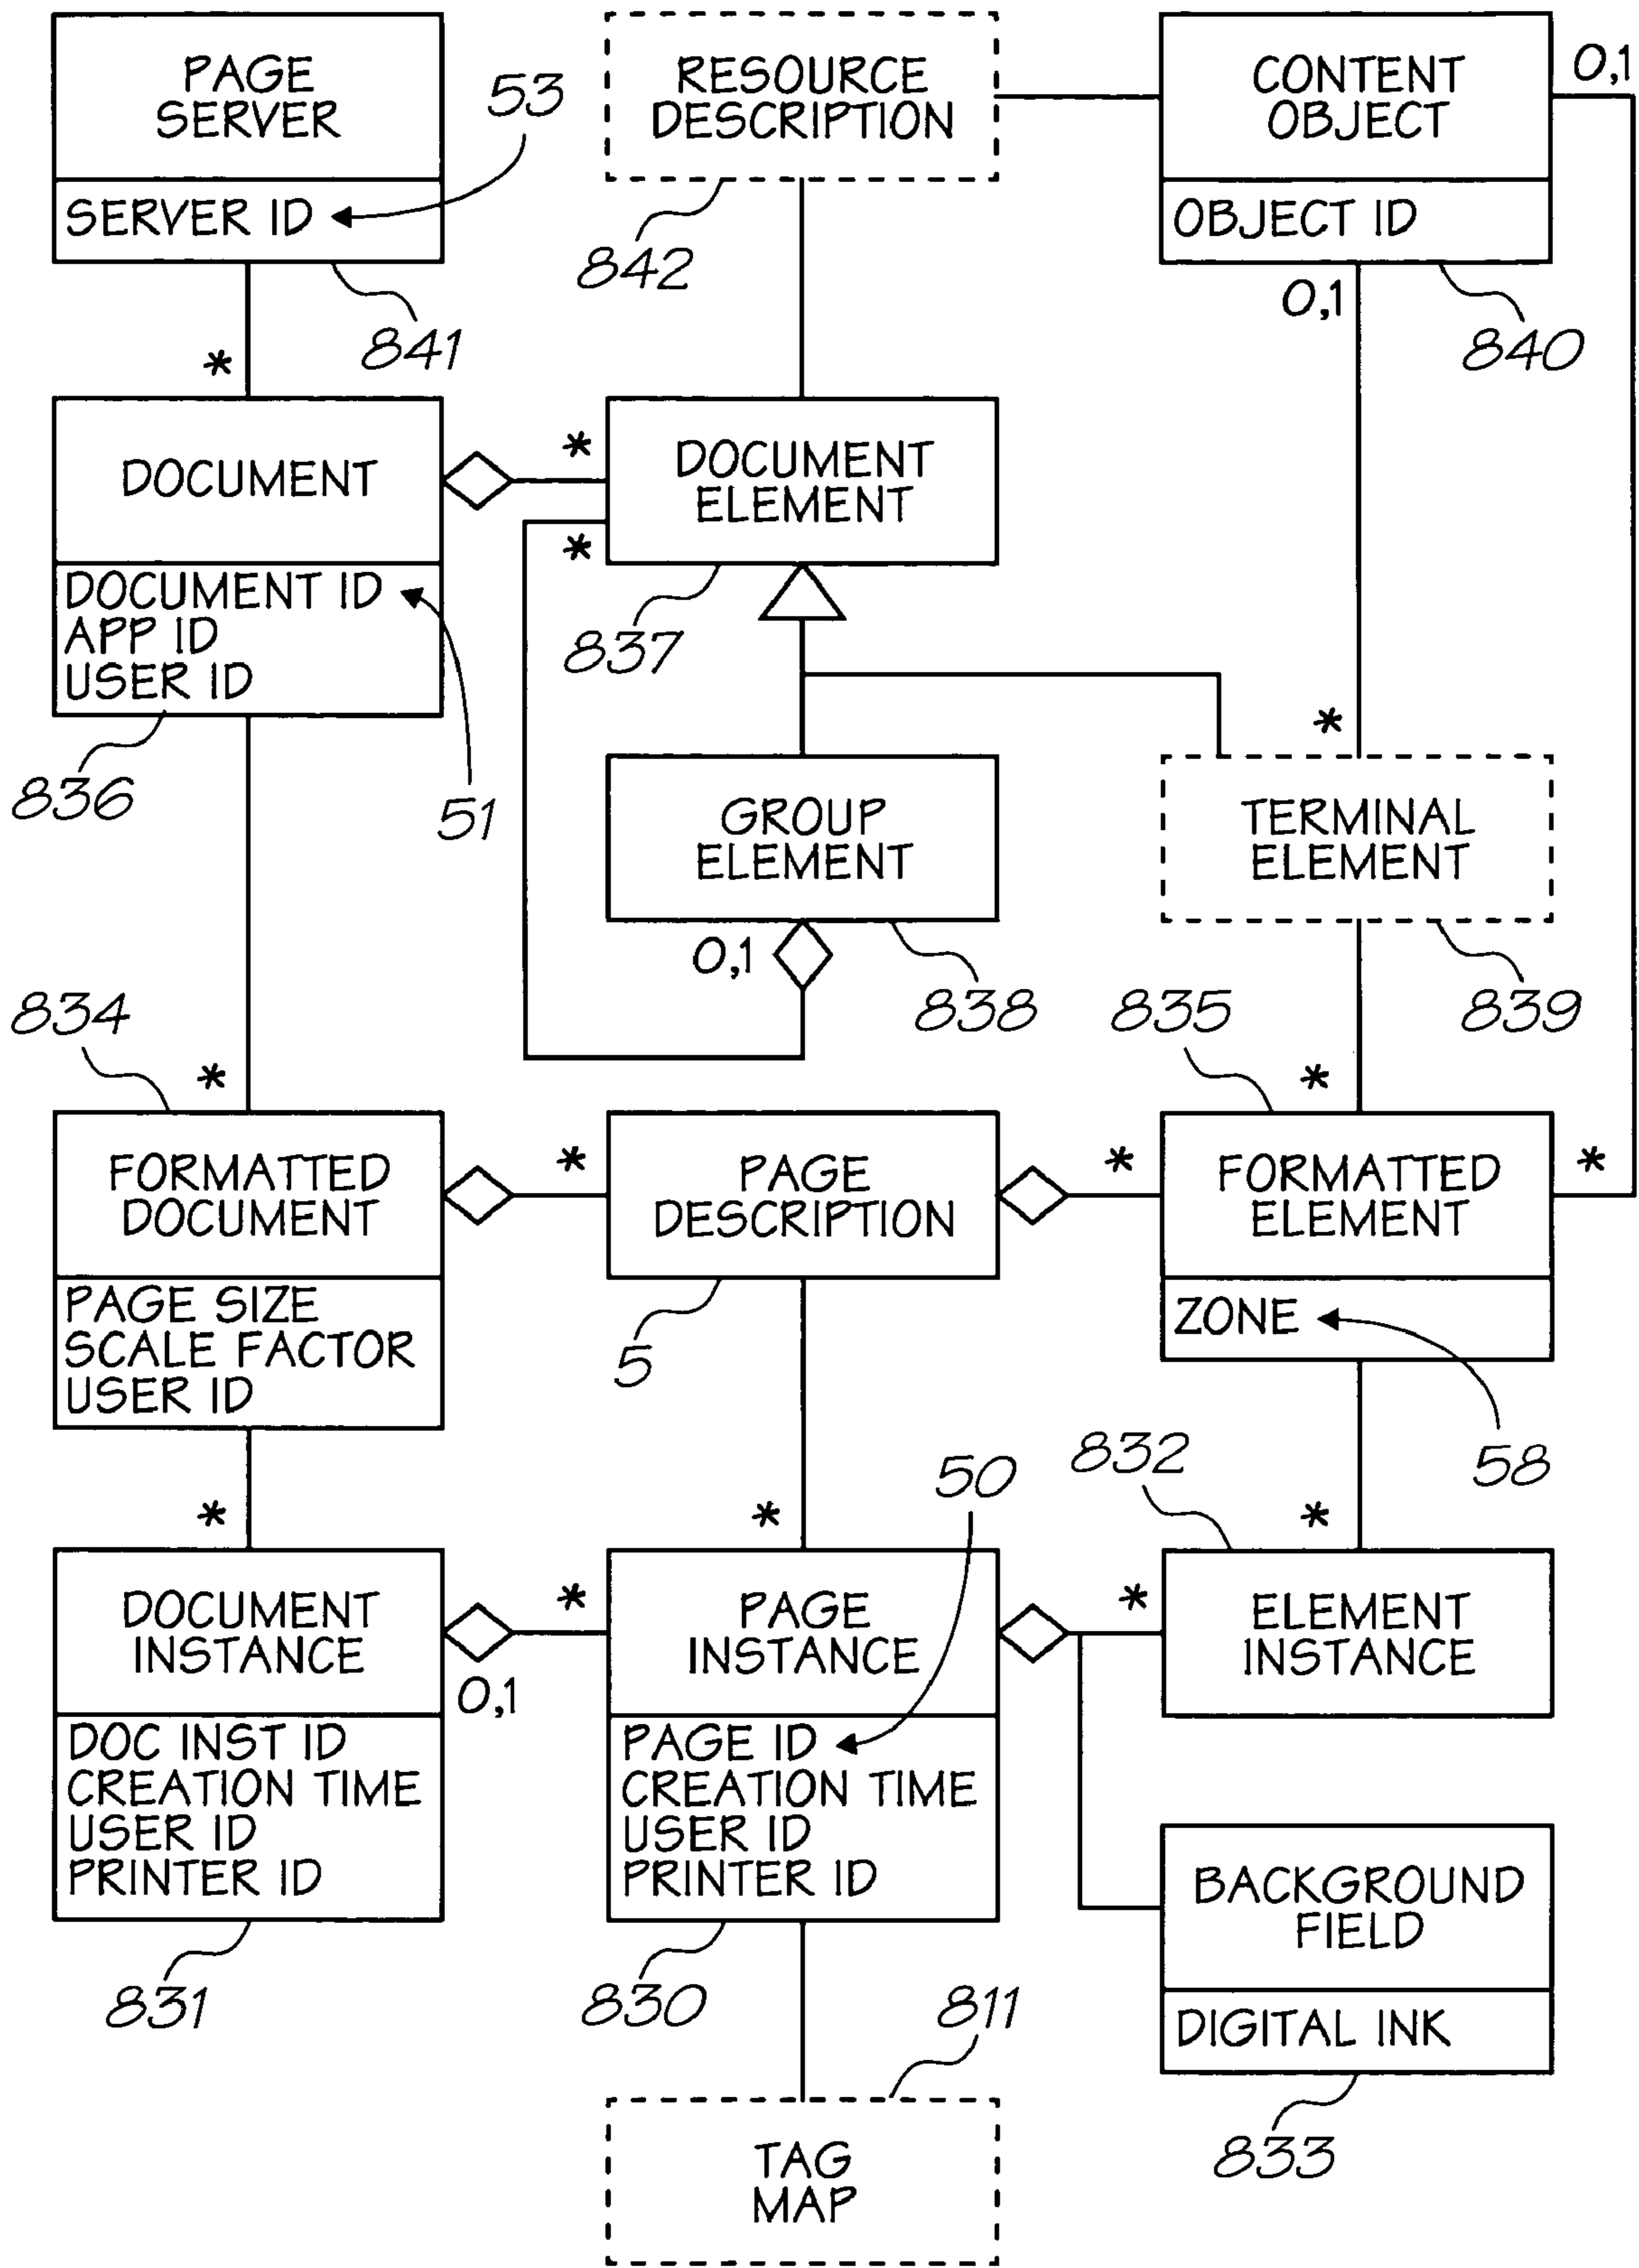 PAGE
SERVER
SERVER ID
53
841
RESOURCE
DESCRIPTION
842
CONTENT
OBJECT
OBJECT ID
0,1
0,1
840
*
DOCUMENT
DOCUMENT ID
APP ID
USER ID
836
51
*
*
DOCUMENT
ELEMENT
837
GROUP
ELEMENT
0,1
838
*
TERMINAL
ELEMENT
839
834
*
FORMATTED
DOCUMENT
PAGE SIZE
SCALE FACTOR
USER ID
*
PAGE
DESCRIPTION
5
835
*
*
*
FORMATTED
ELEMENT
ZONE
58
*
DOCUMENT
INSTANCE
DOC INST ID
CREATION TIME
USER ID
PRINTER ID
831
0,1
*
*
50
PAGE
INSTANCE
PAGE ID
CREATION TIME
USER ID
PRINTER ID
830
832
*
*
ELEMENT
INSTANCE
BACKGROUND
FIELD
DIGITAL INK
833
811
TAG
MAP